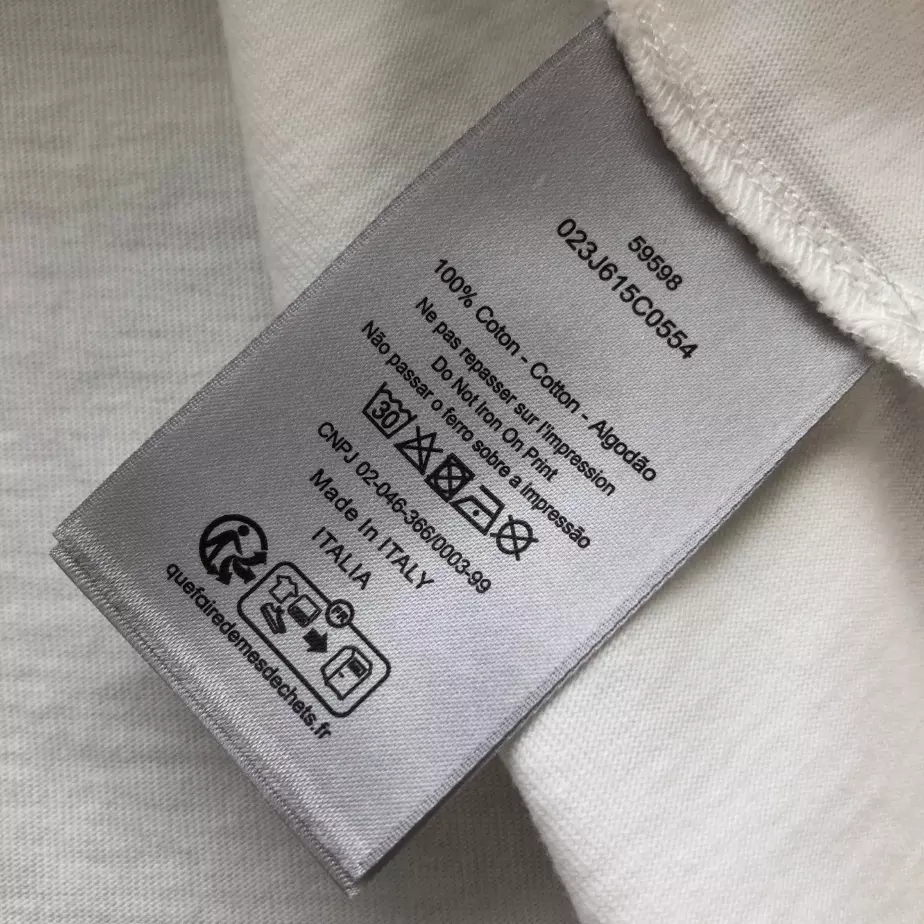 59598
023J615C0554
100% Coton - Cotton - Algodão
Ne pas repasser sur l'impression
Do Not Iron On Print
Não passar o ferro sobre a impressão
30
CNPJ 02-046-366/0003-99
Made In ITALY
ITALIA
FR
quefairedemesdechets.fr